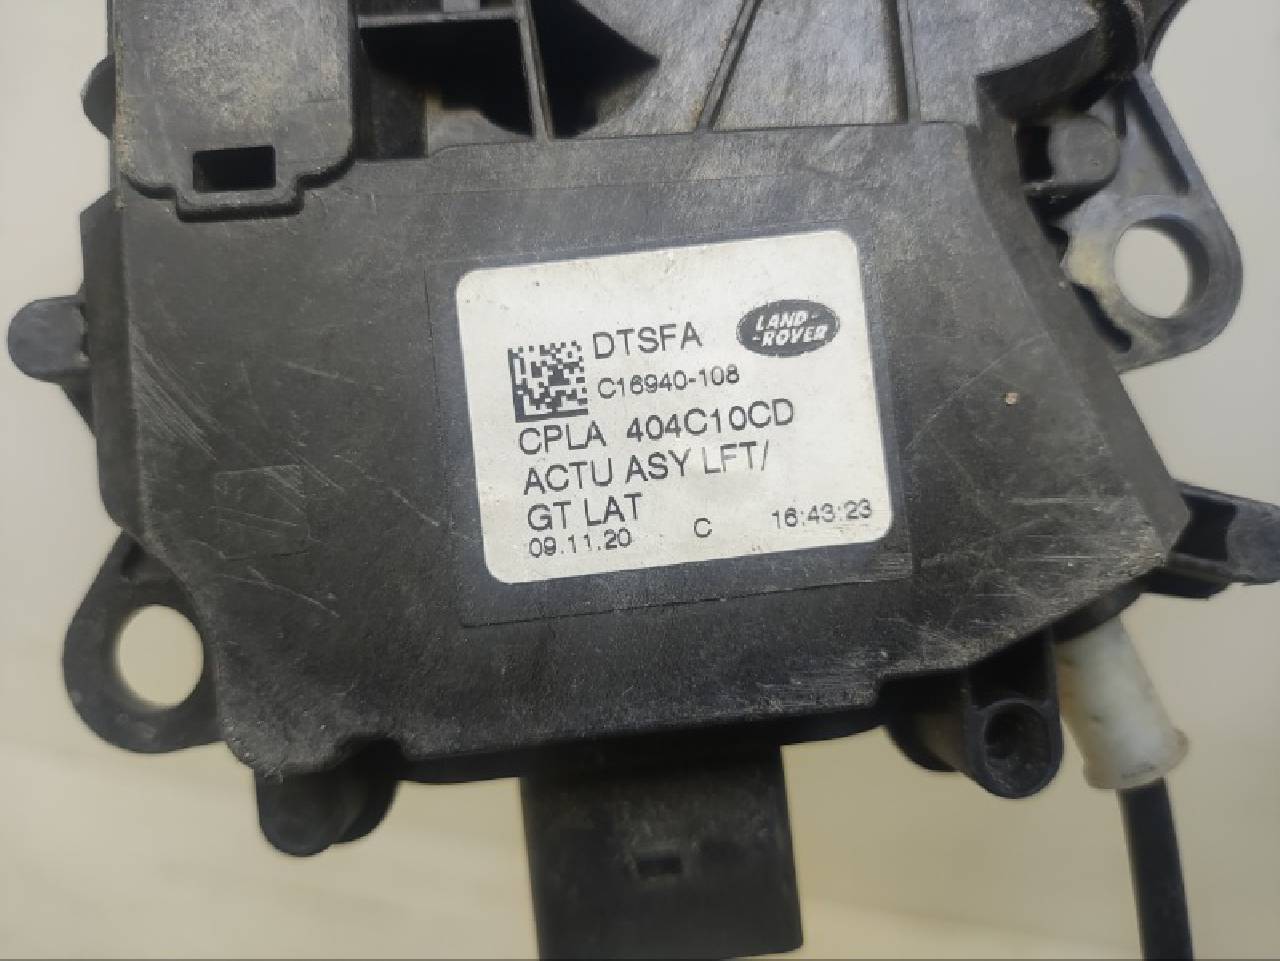 DTSFA
LAND-
-ROVER
C16940-108
CPLA 404C10CD
ACTU ASY LFT/
GT LAT
09.11.20 C 16:43:23